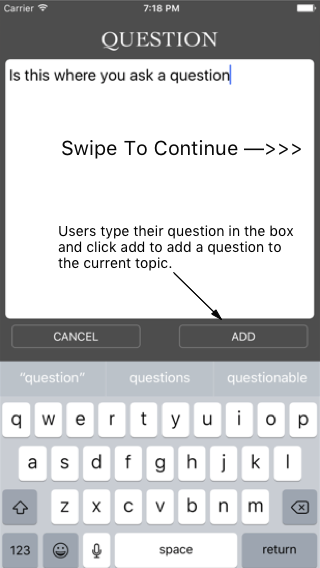 Carrier 7:18 PM
QUESTION
Is this where you ask a question
Swipe To Continue —>>>
Users type their question in the box
and click add to add a question to
the current topic.
CANCEL ADD
“question” questions questionable
q w e r t y u i o p
a s d f g h j k l
z x c v b n m
123 space return